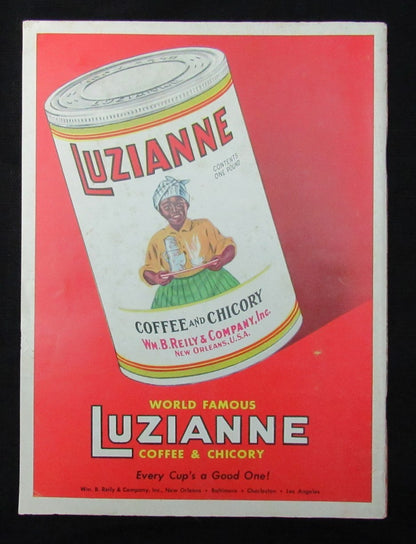 LUZIANNE
CONTENTS
ONE POUND
COFFEE AND CHICORY
WM. B. REILY & COMPANY, Inc.
NEW ORLEANS, U.S.A.
WORLD FAMOUS
LUZIANNE
COFFEE & CHICORY
Every Cup's a Good One!
Wm. B. Reily & Company, Inc., New Orleans • Baltimore • Charleston • Los Angeles